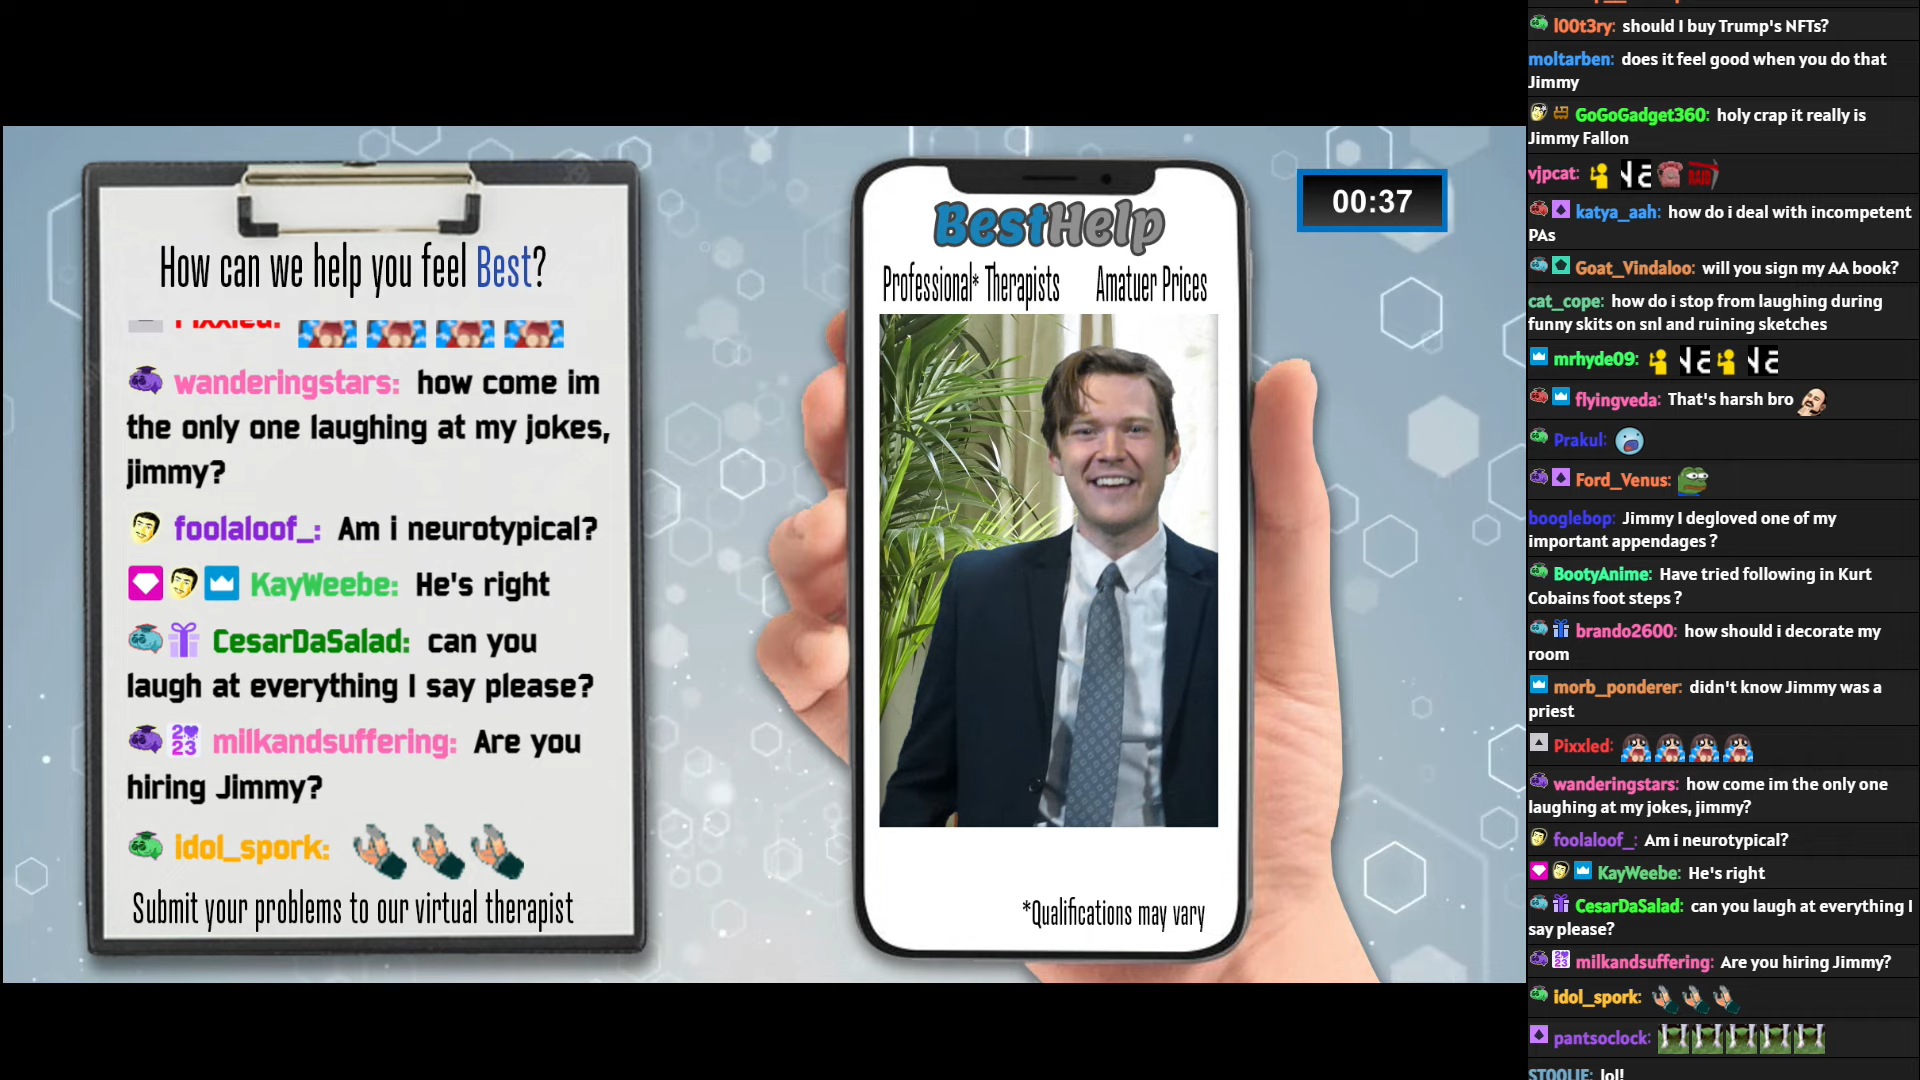 How can we help you feel Best?
Pixxled:
wanderingstars: how come im
the only one laughing at my jokes,
jimmy?
foolaloof_: Am i neurotypical?
KayWeebe: He's right
CesarDaSalad: can you
laugh at everything I say please?
milkandsuffering: Are you
hiring Jimmy?
idol_spork:
Submit your problems to our virtual therapist
BestHelp
Professional* Therapists Amatuer Prices
*Qualifications may vary
00:37
l00t3ry: should I buy Trump's NFTs?
moltarben: does it feel good when you do that
Jimmy
GoGoGadget360: holy crap it really is
Jimmy Fallon
vjpcat:
katya_aah: how do i deal with incompetent
PAs
Goat_Vindaloo: will you sign my AA book?
cat_cope: how do i stop from laughing during
funny skits on snl and ruining sketches
mrhyde09:
flyingveda: That's harsh bro
Prakul:
Ford_Venus:
booglebop: Jimmy I degloved one of my
important appendages ?
BootyAnime: Have tried following in Kurt
Cobains foot steps ?
brando2600: how should i decorate my
room
morb_ponderer: didn't know Jimmy was a
priest
Pixxled:
wanderingstars: how come im the only one
laughing at my jokes, jimmy?
foolaloof_: Am i neurotypical?
KayWeebe: He's right
CesarDaSalad: can you laugh at everything I
say please?
milkandsuffering: Are you hiring Jimmy?
idol_spork:
pantsoclock:
STOOLIE: lol!